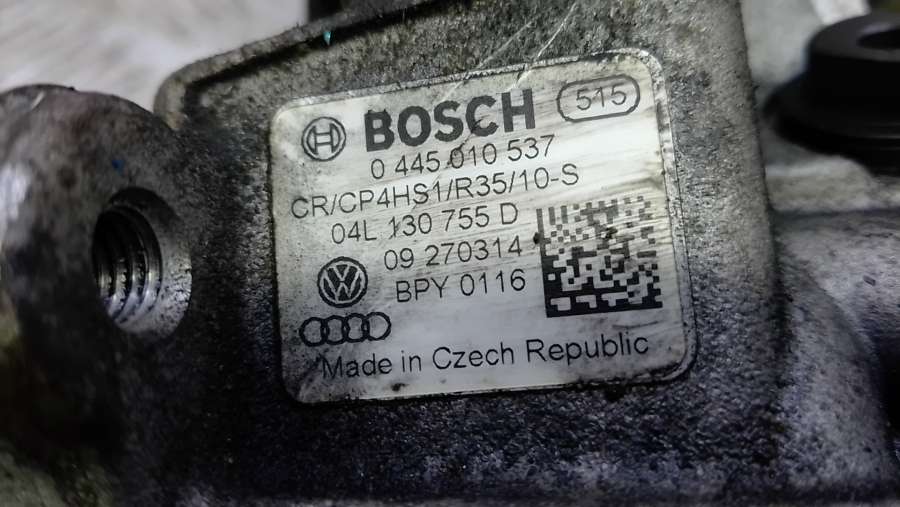 BOSCH 515
0 445 010 537
CR/CP4HS1/R35/10-S
04L 130 755 D
09 270314
BPY 0116
Made in Czech Republic